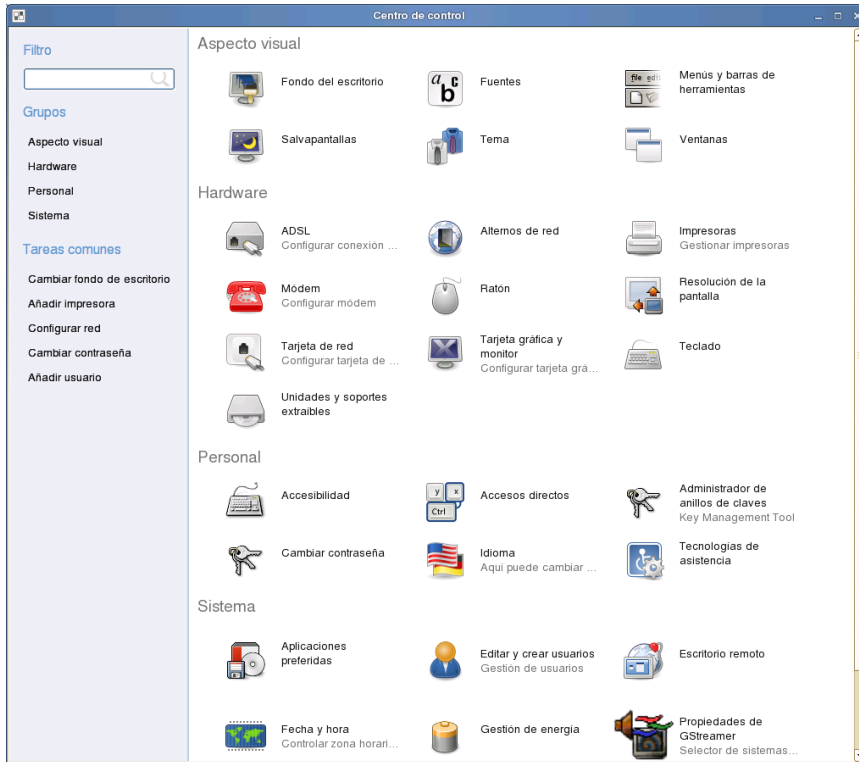 Centro de control
Filtro
Grupos
Aspecto visual
Hardware
Personal
Sistema
Tareas comunes
Cambiar fondo de escritorio
Añadir impresora
Configurar red
Cambiar contraseña
Añadir usuario
Aspecto visual
Fondo del escritorio
Fuentes
Menús y barras de
herramientas
Salvapantallas
Tema
Ventanas
Hardware
ADSL
Configurar conexión ...
Alternos de red
Impresoras
Gestionar impresoras
Módem
Configurar módem
Ratón
Resolución de la
pantalla
Tarjeta de red
Configurar tarjeta de ...
Tarjeta gráfica y
monitor
Configurar tarjeta grá...
Teclado
Unidades y soportes
extraíbles
Personal
Accesibilidad
y x
Ctrl
Accesos directos
Administrador de
anillos de claves
Key Management Tool
Cambiar contraseña
Idioma
Aqui puede cambiar ...
Tecnologías de
asistencia
Sistema
Aplicaciones
preferidas
Editar y crear usuarios
Gestión de usuarios
Escritorio remoto
Fecha y hora
Controlar zona horari...
Gestión de energía
Propiedades de
GStreamer
Selector de sistemas...
a b c
file edit